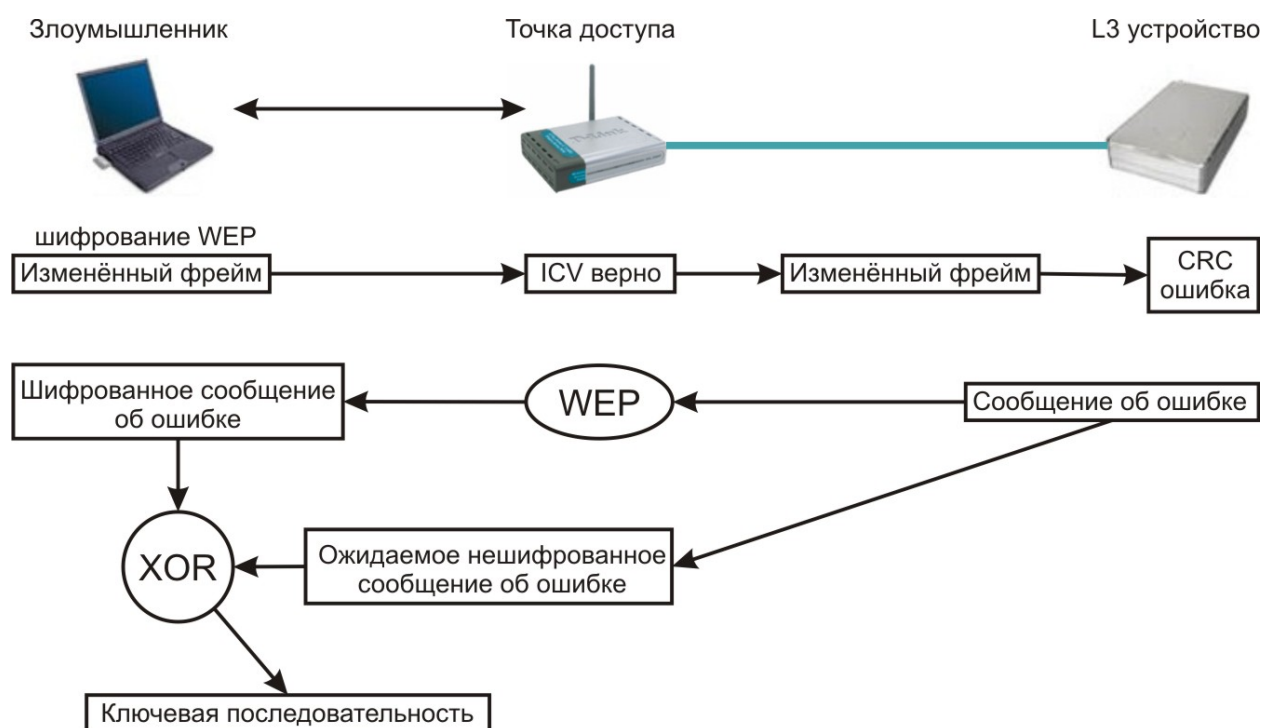 Злоумышленник
Точка доступа
L3 устройство
шифрование WEP
Изменённый фрейм
ICV верно
Изменённый фрейм
CRC
ошибка
Шифрованное сообщение
об ошибке
WEP
Сообщение об ошибке
XOR
Ожидаемое нешифрованное
сообщение об ошибке
Ключевая последовательность